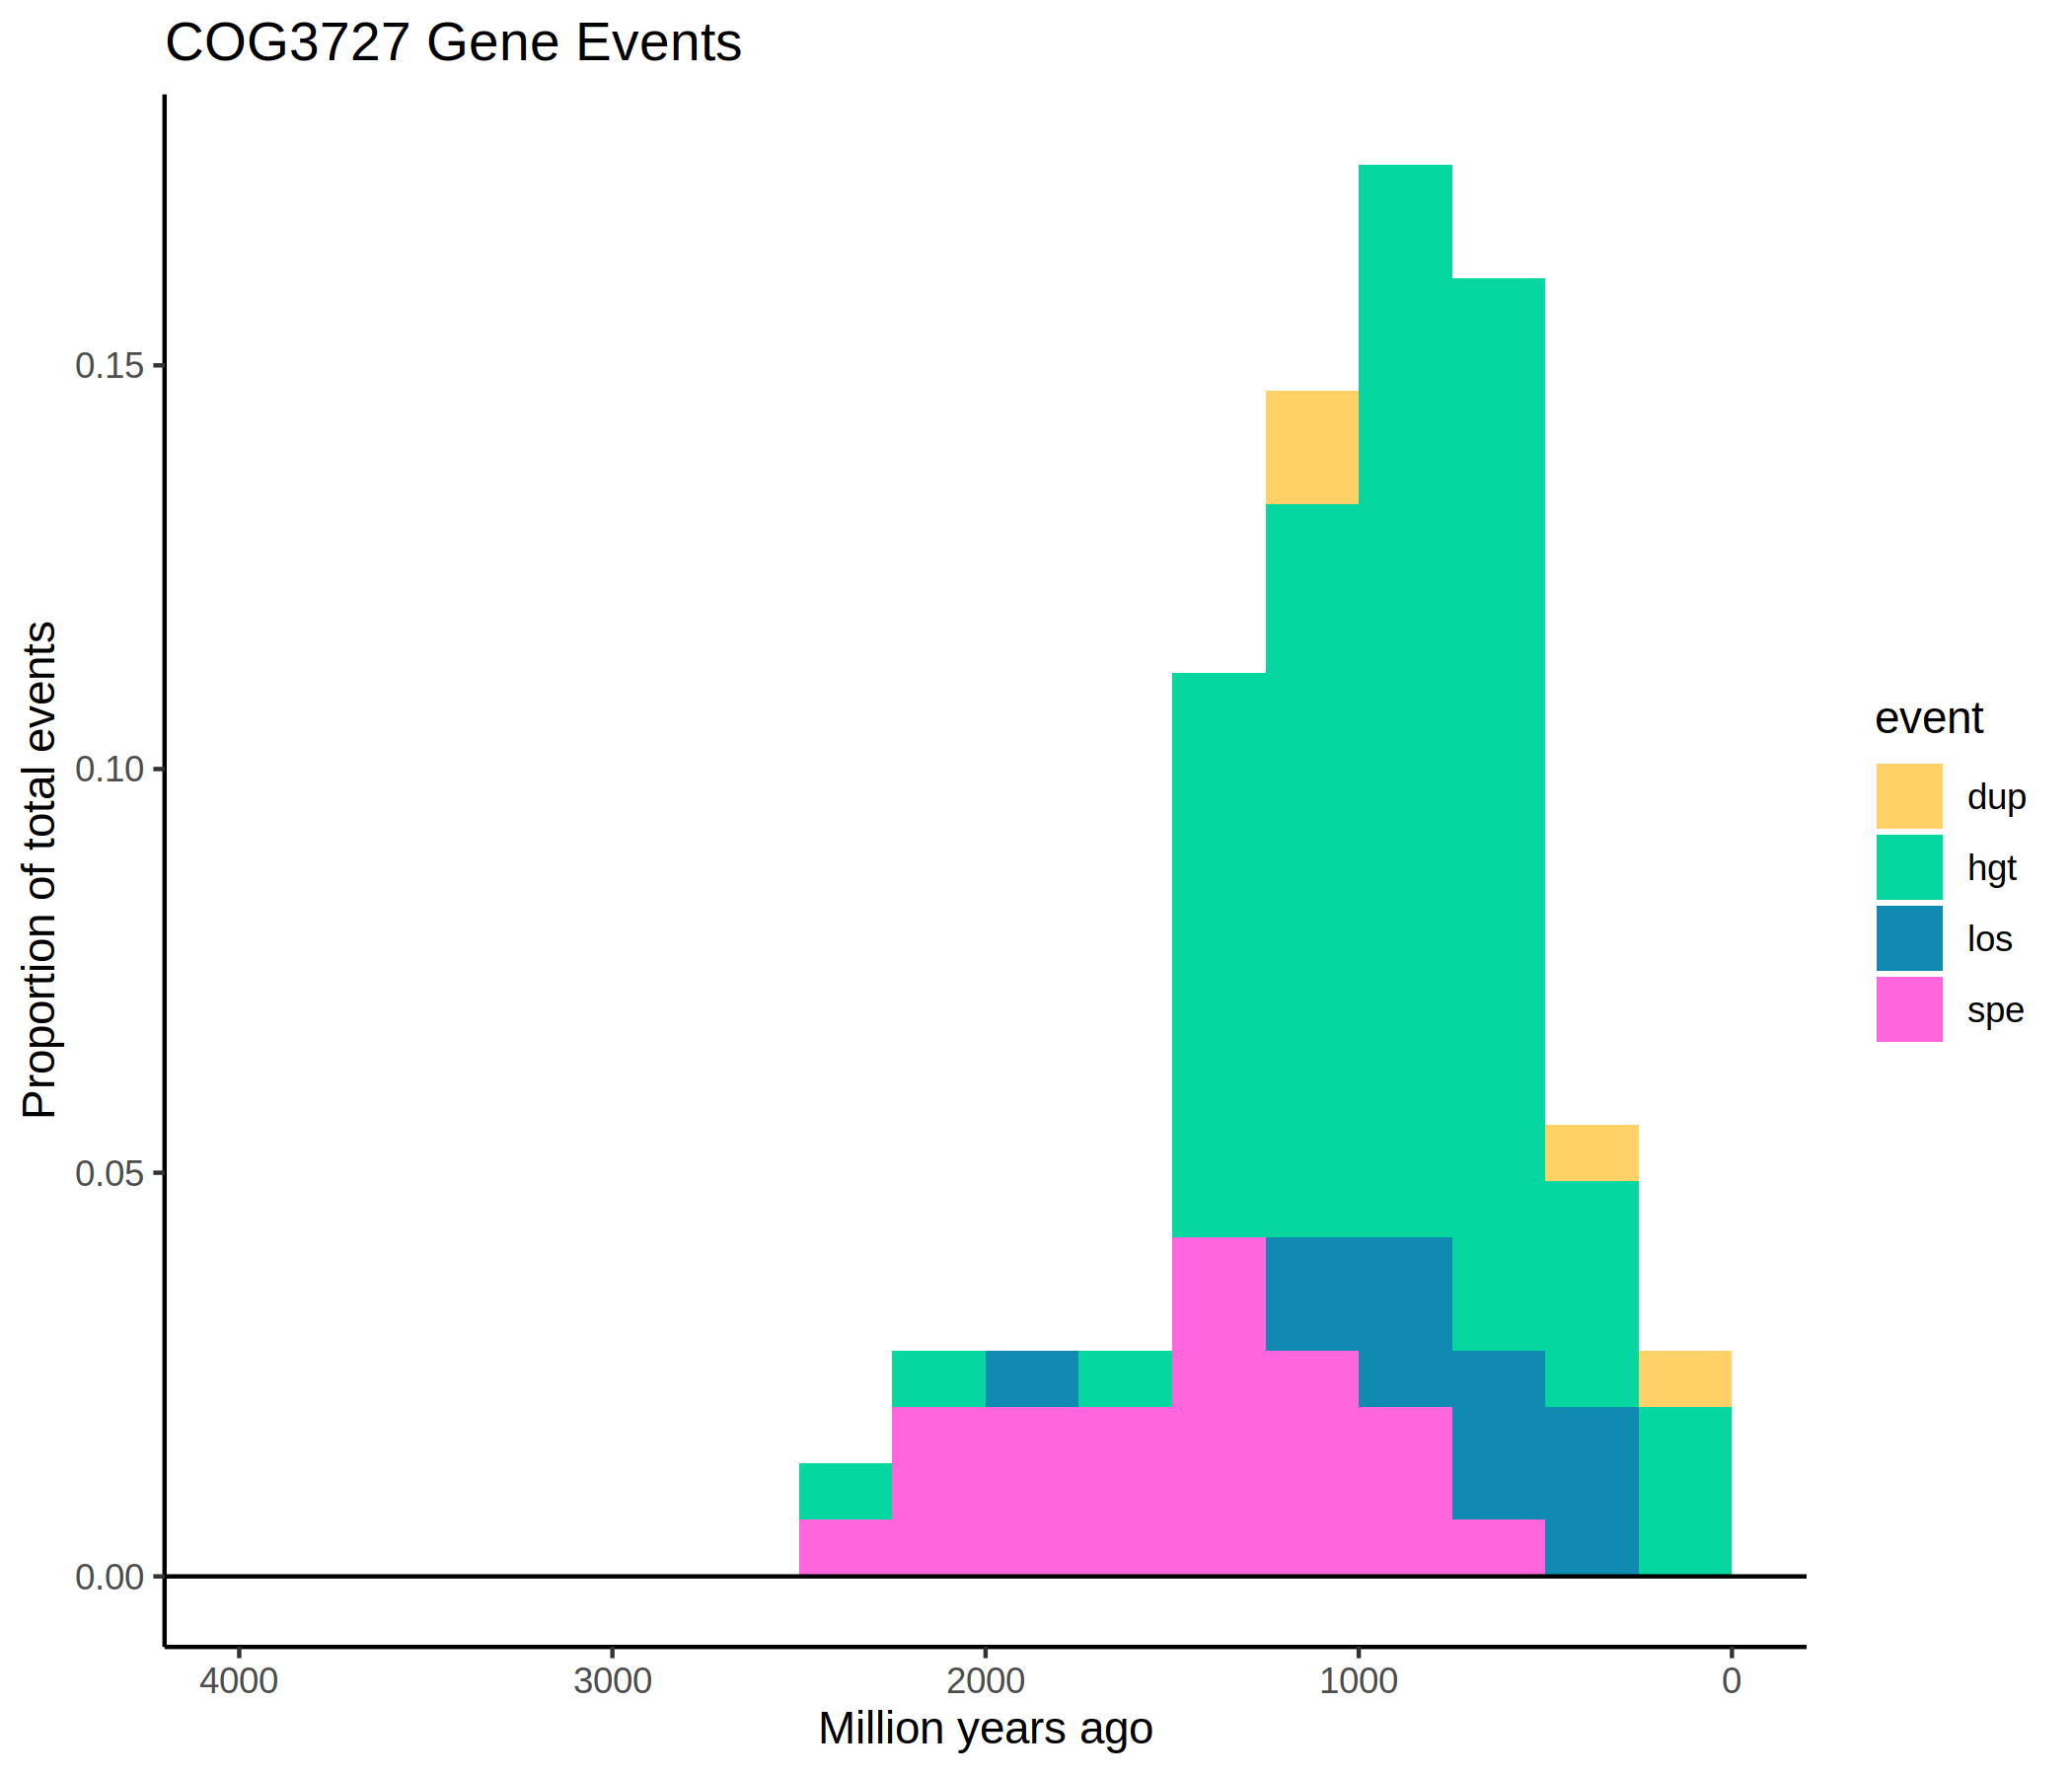 COG3727 Gene Events
Proportion of total events
0.15
0.10
0.05
0.00
4000 3000 2000 1000 0
Million years ago
event
dup
hgt
los
spe